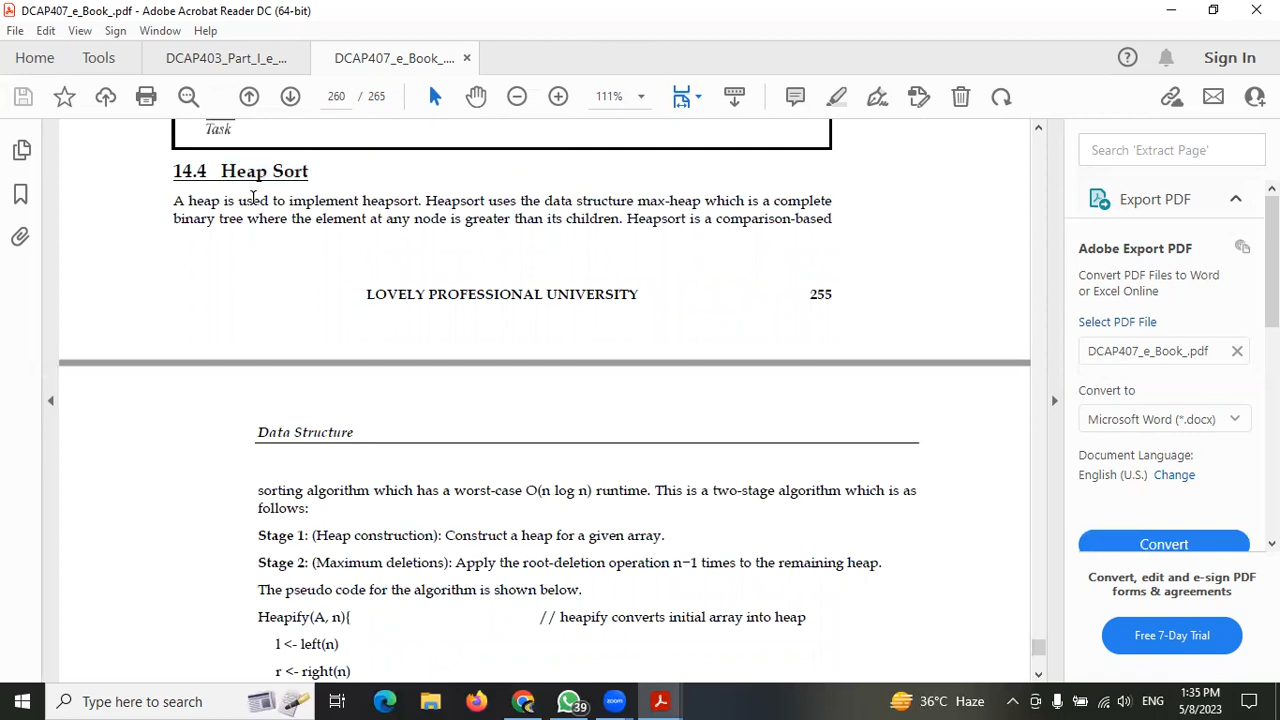 DCAP407_e_Book_.pdf - Adobe Acrobat Reader DC (64-bit)
File Edit View Sign Window Help
Home Tools DCAP403_Part_I_e_... DCAP407_e_Book_.... ×
Sign In
260 / 265 111%
Task
14.4 Heap Sort
A heap is used to implement heapsort. Heapsort uses the data structure max-heap which is a complete
binary tree where the element at any node is greater than its children. Heapsort is a comparison-based
LOVELY PROFESSIONAL UNIVERSITY 255
Data Structure
sorting algorithm which has a worst-case O(n log n) runtime. This is a two-stage algorithm which is as
follows:
Stage 1: (Heap construction): Construct a heap for a given array.
Stage 2: (Maximum deletions): Apply the root-deletion operation n−1 times to the remaining heap.
The pseudo code for the algorithm is shown below.
Heapify(A, n){ // heapify converts initial array into heap
l <- left(n)
r <- right(n)
Search 'Extract Page'
Export PDF
Adobe Export PDF
Convert PDF Files to Word
or Excel Online
Select PDF File
DCAP407_e_Book_.pdf
Convert to
Microsoft Word (*.docx)
Document Language:
English (U.S.) Change
Convert
Convert, edit and e-sign PDF
forms & agreements
Free 7-Day Trial
Type here to search
39
zoom
36°C Haze
ENG
1:35 PM
5/8/2023